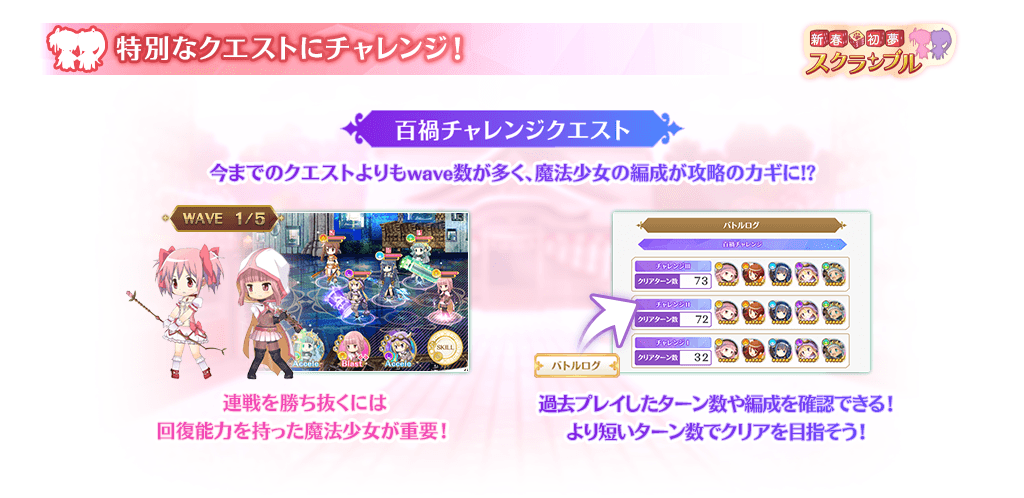 特別なクエストにチャレンジ！
新春初夢
スクランブル
百禍チャレンジクエスト
今までのクエストよりもwave数が多く、魔法少女の編成が攻略のカギに!?
WAVE 1/5
Accele
Blast
Accele
SKILL
連戦を勝ち抜くには
回復能力を持った魔法少女が重要！
バトルログ
百禍チャレンジ
チャレンジIII
クリアターン数 73
チャレンジII
クリアターン数 72
チャレンジI
クリアターン数 32
バトルログ
過去プレイしたターン数や編成を確認できる！
より短いターン数でクリアを目指そう！